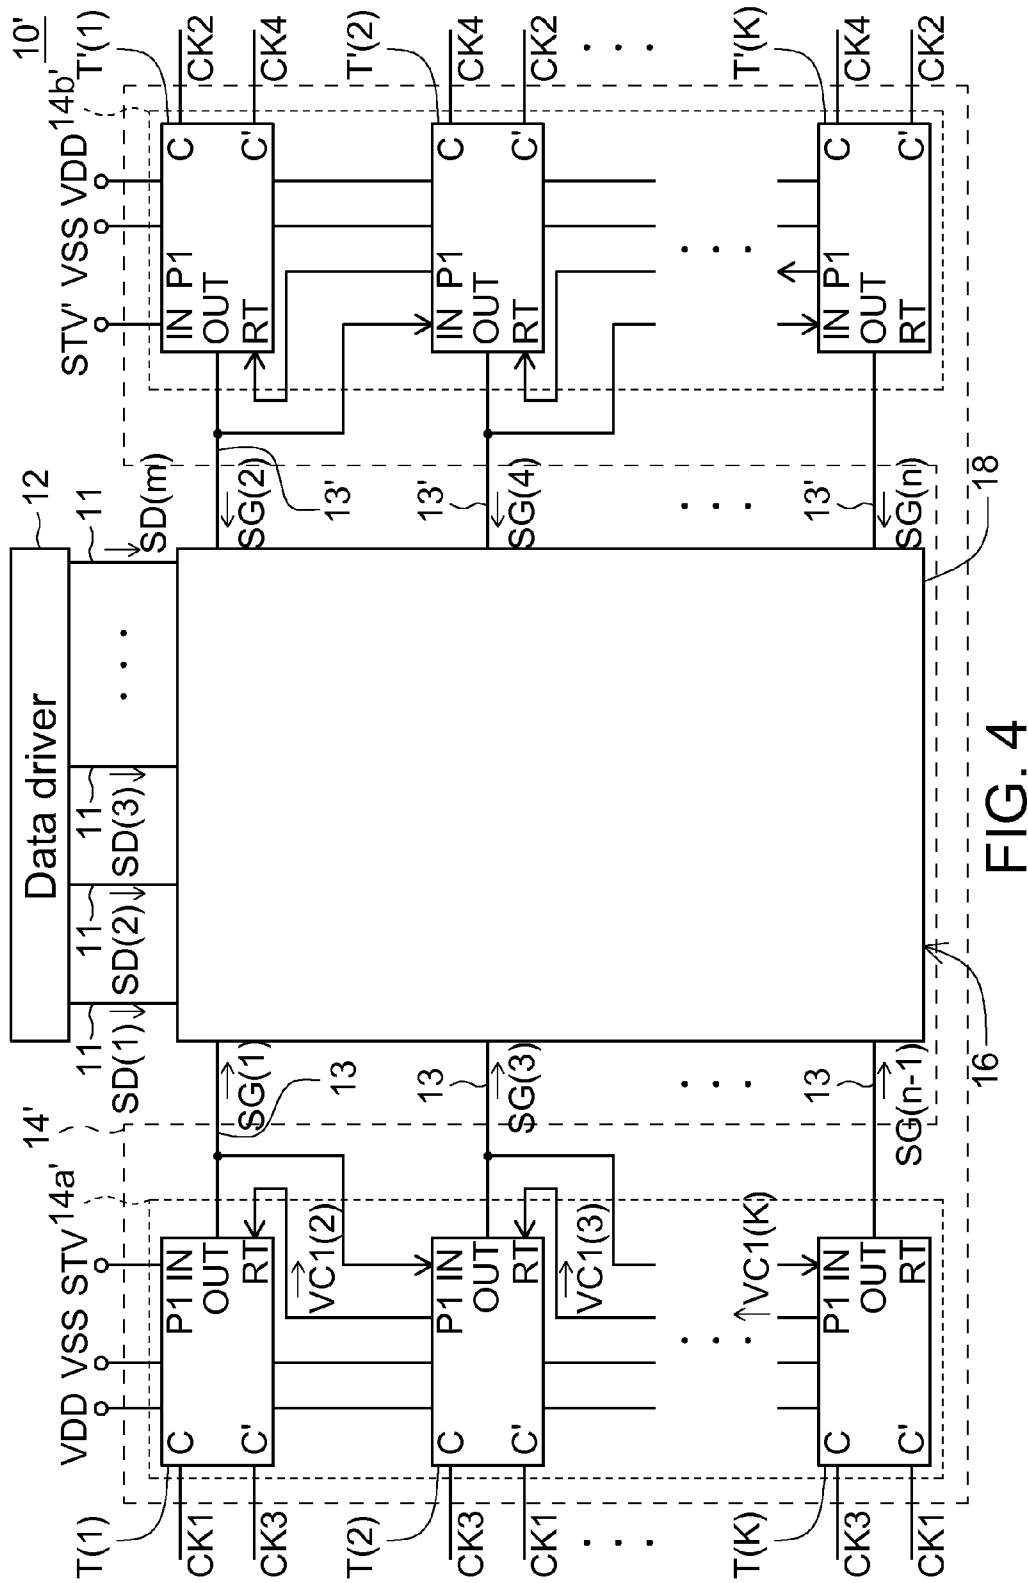 10'
Data driver
12
11
SD(1)
11
SD(2)
11
SD(3)
11
SD(m)
14'
14a'
VDD
VSS
STV
14b'
STV'
VSS
VDD
T(1)
CK1
CK3
C
C'
P1
IN
OUT
RT
SG(1)
13
VC1(2)
T(2)
CK3
CK1
C
C'
P1
IN
OUT
RT
SG(3)
13
VC1(3)
T(K)
CK3
CK1
C
C'
P1
IN
OUT
RT
SG(n-1)
13
VC1(K)
T'(1)
CK2
CK4
C
C'
IN
P1
OUT
RT
SG(2)
13'
T'(2)
CK4
CK2
C
C'
IN
P1
OUT
RT
SG(4)
13'
T'(K)
CK4
CK2
C
C'
IN
P1
OUT
RT
SG(n)
13'
16
18
FIG. 4